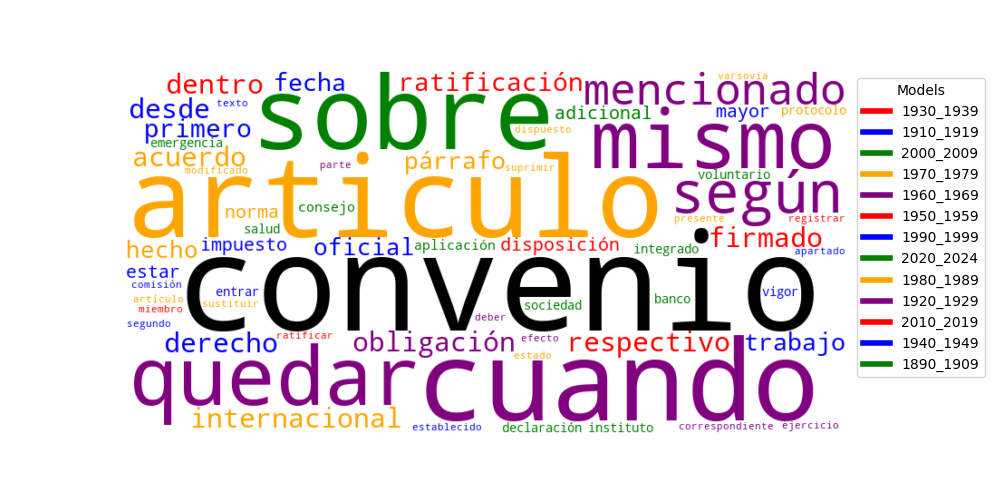 dentro fecha ratificación mencionado varsovia
desde texto sobre adicional mayor protocolo
primero dispuesto mismo
emergencia
acuerdo modificado parte párrafo suprimir voluntario
articulo según
norma consejo presente registrar
salud
hecho impuesto oficial aplicación disposición integrado firmado apartado
convenio
estar
comisión entrar banco vigor
artículo sustituir sociedad
miembro
segundo deber
derecho ratificar obligación efecto respectivo trabajo
estado
quedar cuando
internacional
establecido declaración instituto correspondiente ejercicio
Models
1930_1939
1910_1919
2000_2009
1970_1979
1960_1969
1950_1959
1990_1999
2020_2024
1980_1989
1920_1929
2010_2019
1940_1949
1890_1909